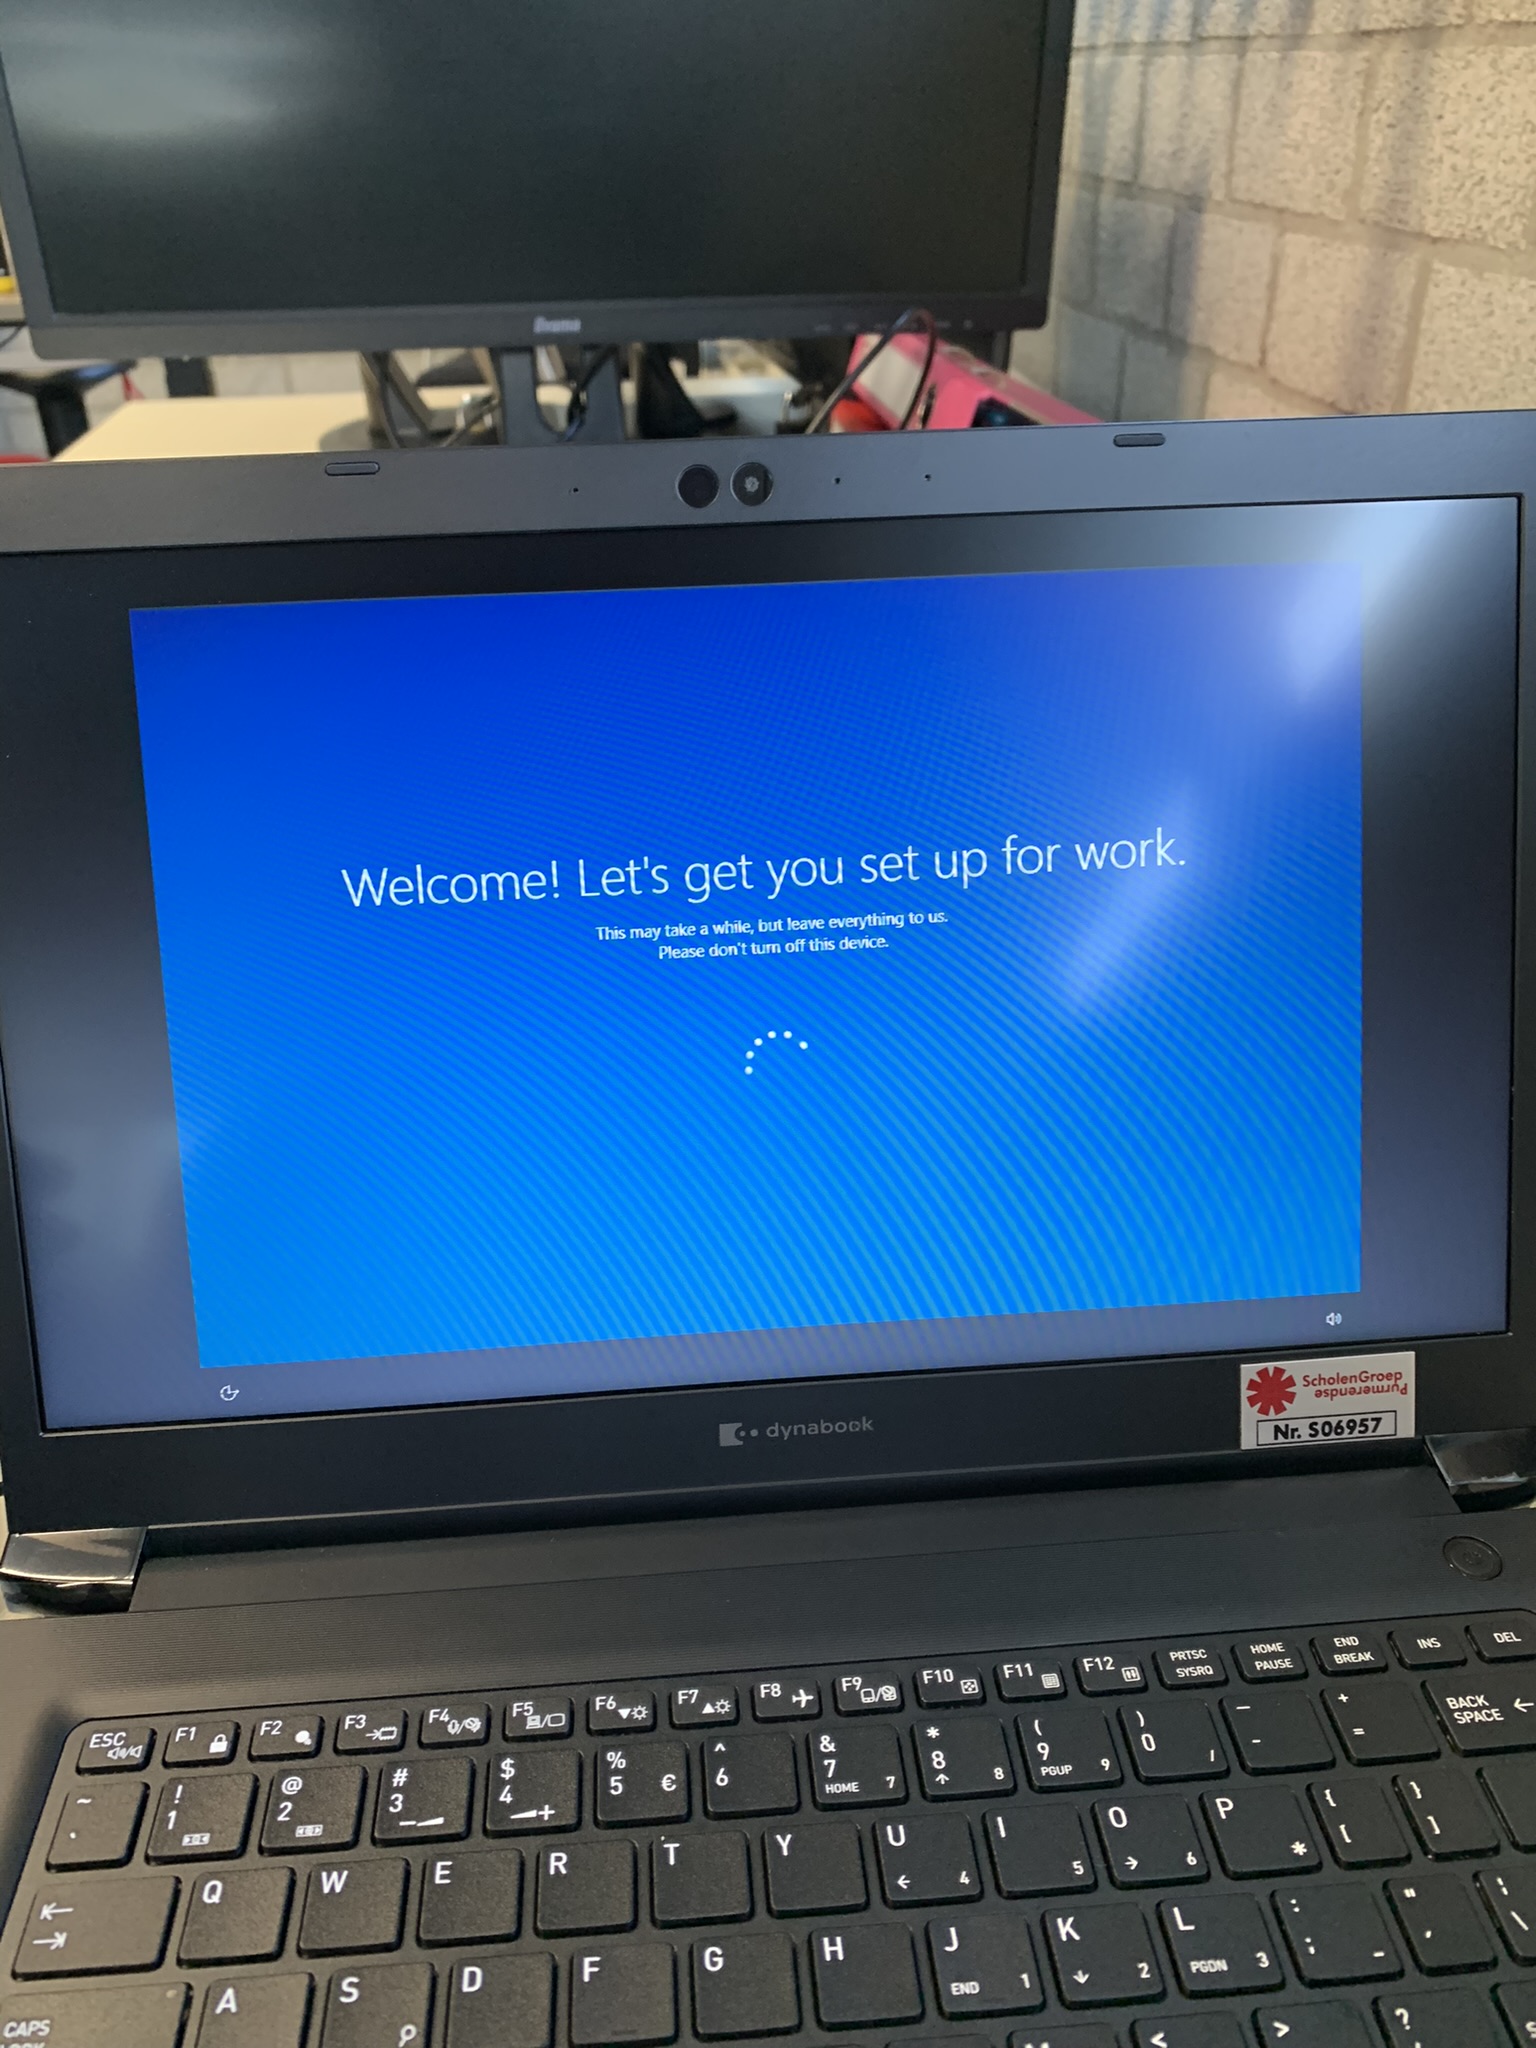 iiyama
Welcome! Let's get you set up for work.
This may take a while, but leave everything to us.
Please don't turn off this device.
dynabook
ScholenGroep
Purmerendse
Nr. S06957
ESC F1 F2 F3 F4 F5 F6 F7 F8 F9 F10 F11 F12 PRTSC SYSRQ HOME PAUSE END BREAK INS DEL
~ ! 1 @ 2 # 3 $ 4 % 5 € ^ 6 & 7 HOME 7 * 8 8 ( 9 PGUP 9 ) 0 / - + = BACK SPACE
Q W E R T Y U 4 I 5 O 6 P * { [ } ]
CAPS A S D F G H J END 1 K 2 L PGDN 3 : ; - " ' \
< > ?